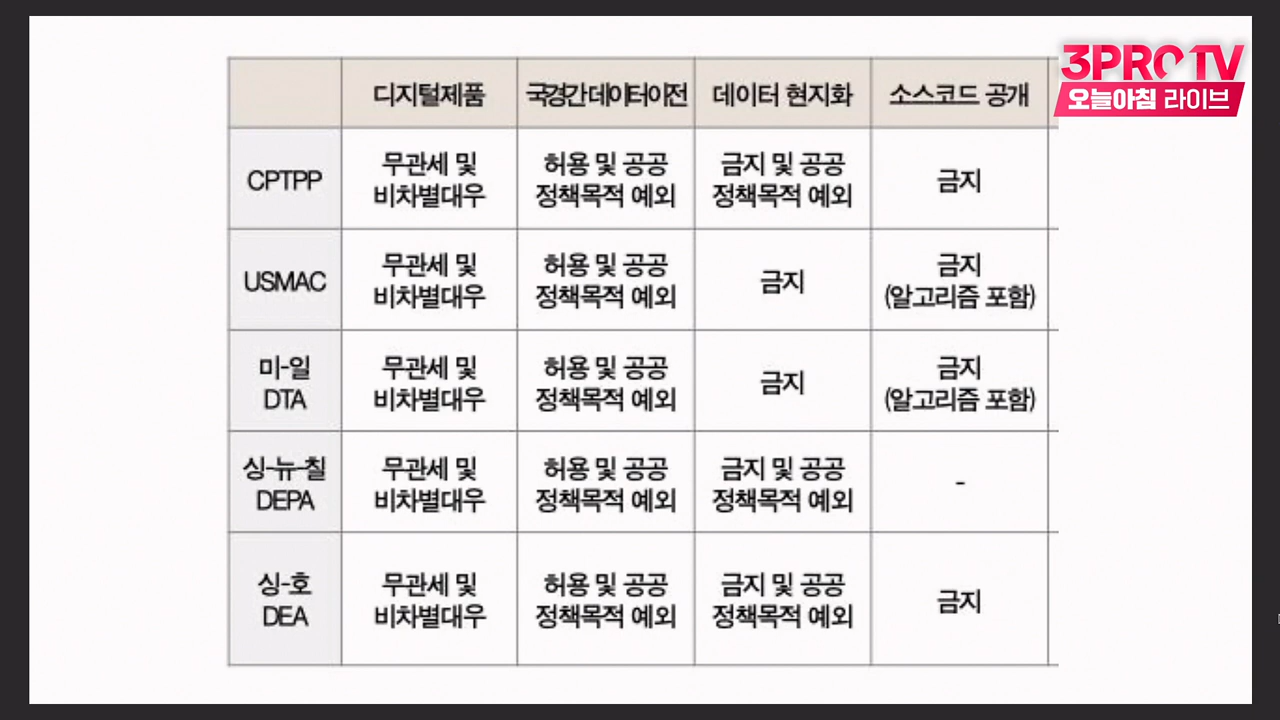 3PRO TV
오늘아침 라이브
디지털제품 국경간데이터이전 데이터 현지화 소스코드 공개
CPTPP
무관세 및
비차별대우
허용 및 공공
정책목적 예외
금지 및 공공
정책목적 예외
금지
USMAC
무관세 및
비차별대우
허용 및 공공
정책목적 예외
금지
금지
(알고리즘 포함)
미-일
DTA
무관세 및
비차별대우
허용 및 공공
정책목적 예외
금지
금지
(알고리즘 포함)
싱-뉴-칠
DEPA
무관세 및
비차별대우
허용 및 공공
정책목적 예외
금지 및 공공
정책목적 예외
-
싱-호
DEA
무관세 및
비차별대우
허용 및 공공
정책목적 예외
금지 및 공공
정책목적 예외
금지